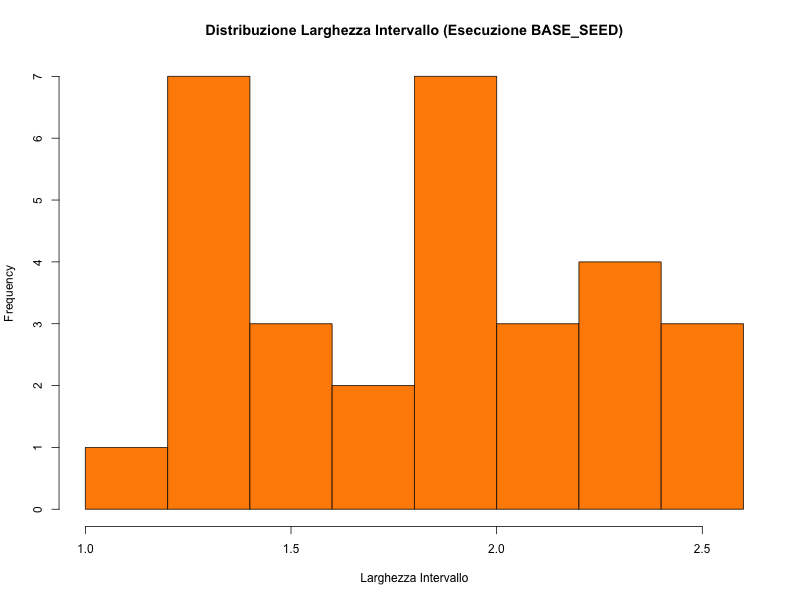 Distribuzione Larghezza Intervallo (Esecuzione BASE_SEED)
Frequency
7
6
5
4
3
2
1
0
1.0 1.5 2.0 2.5
Larghezza Intervallo